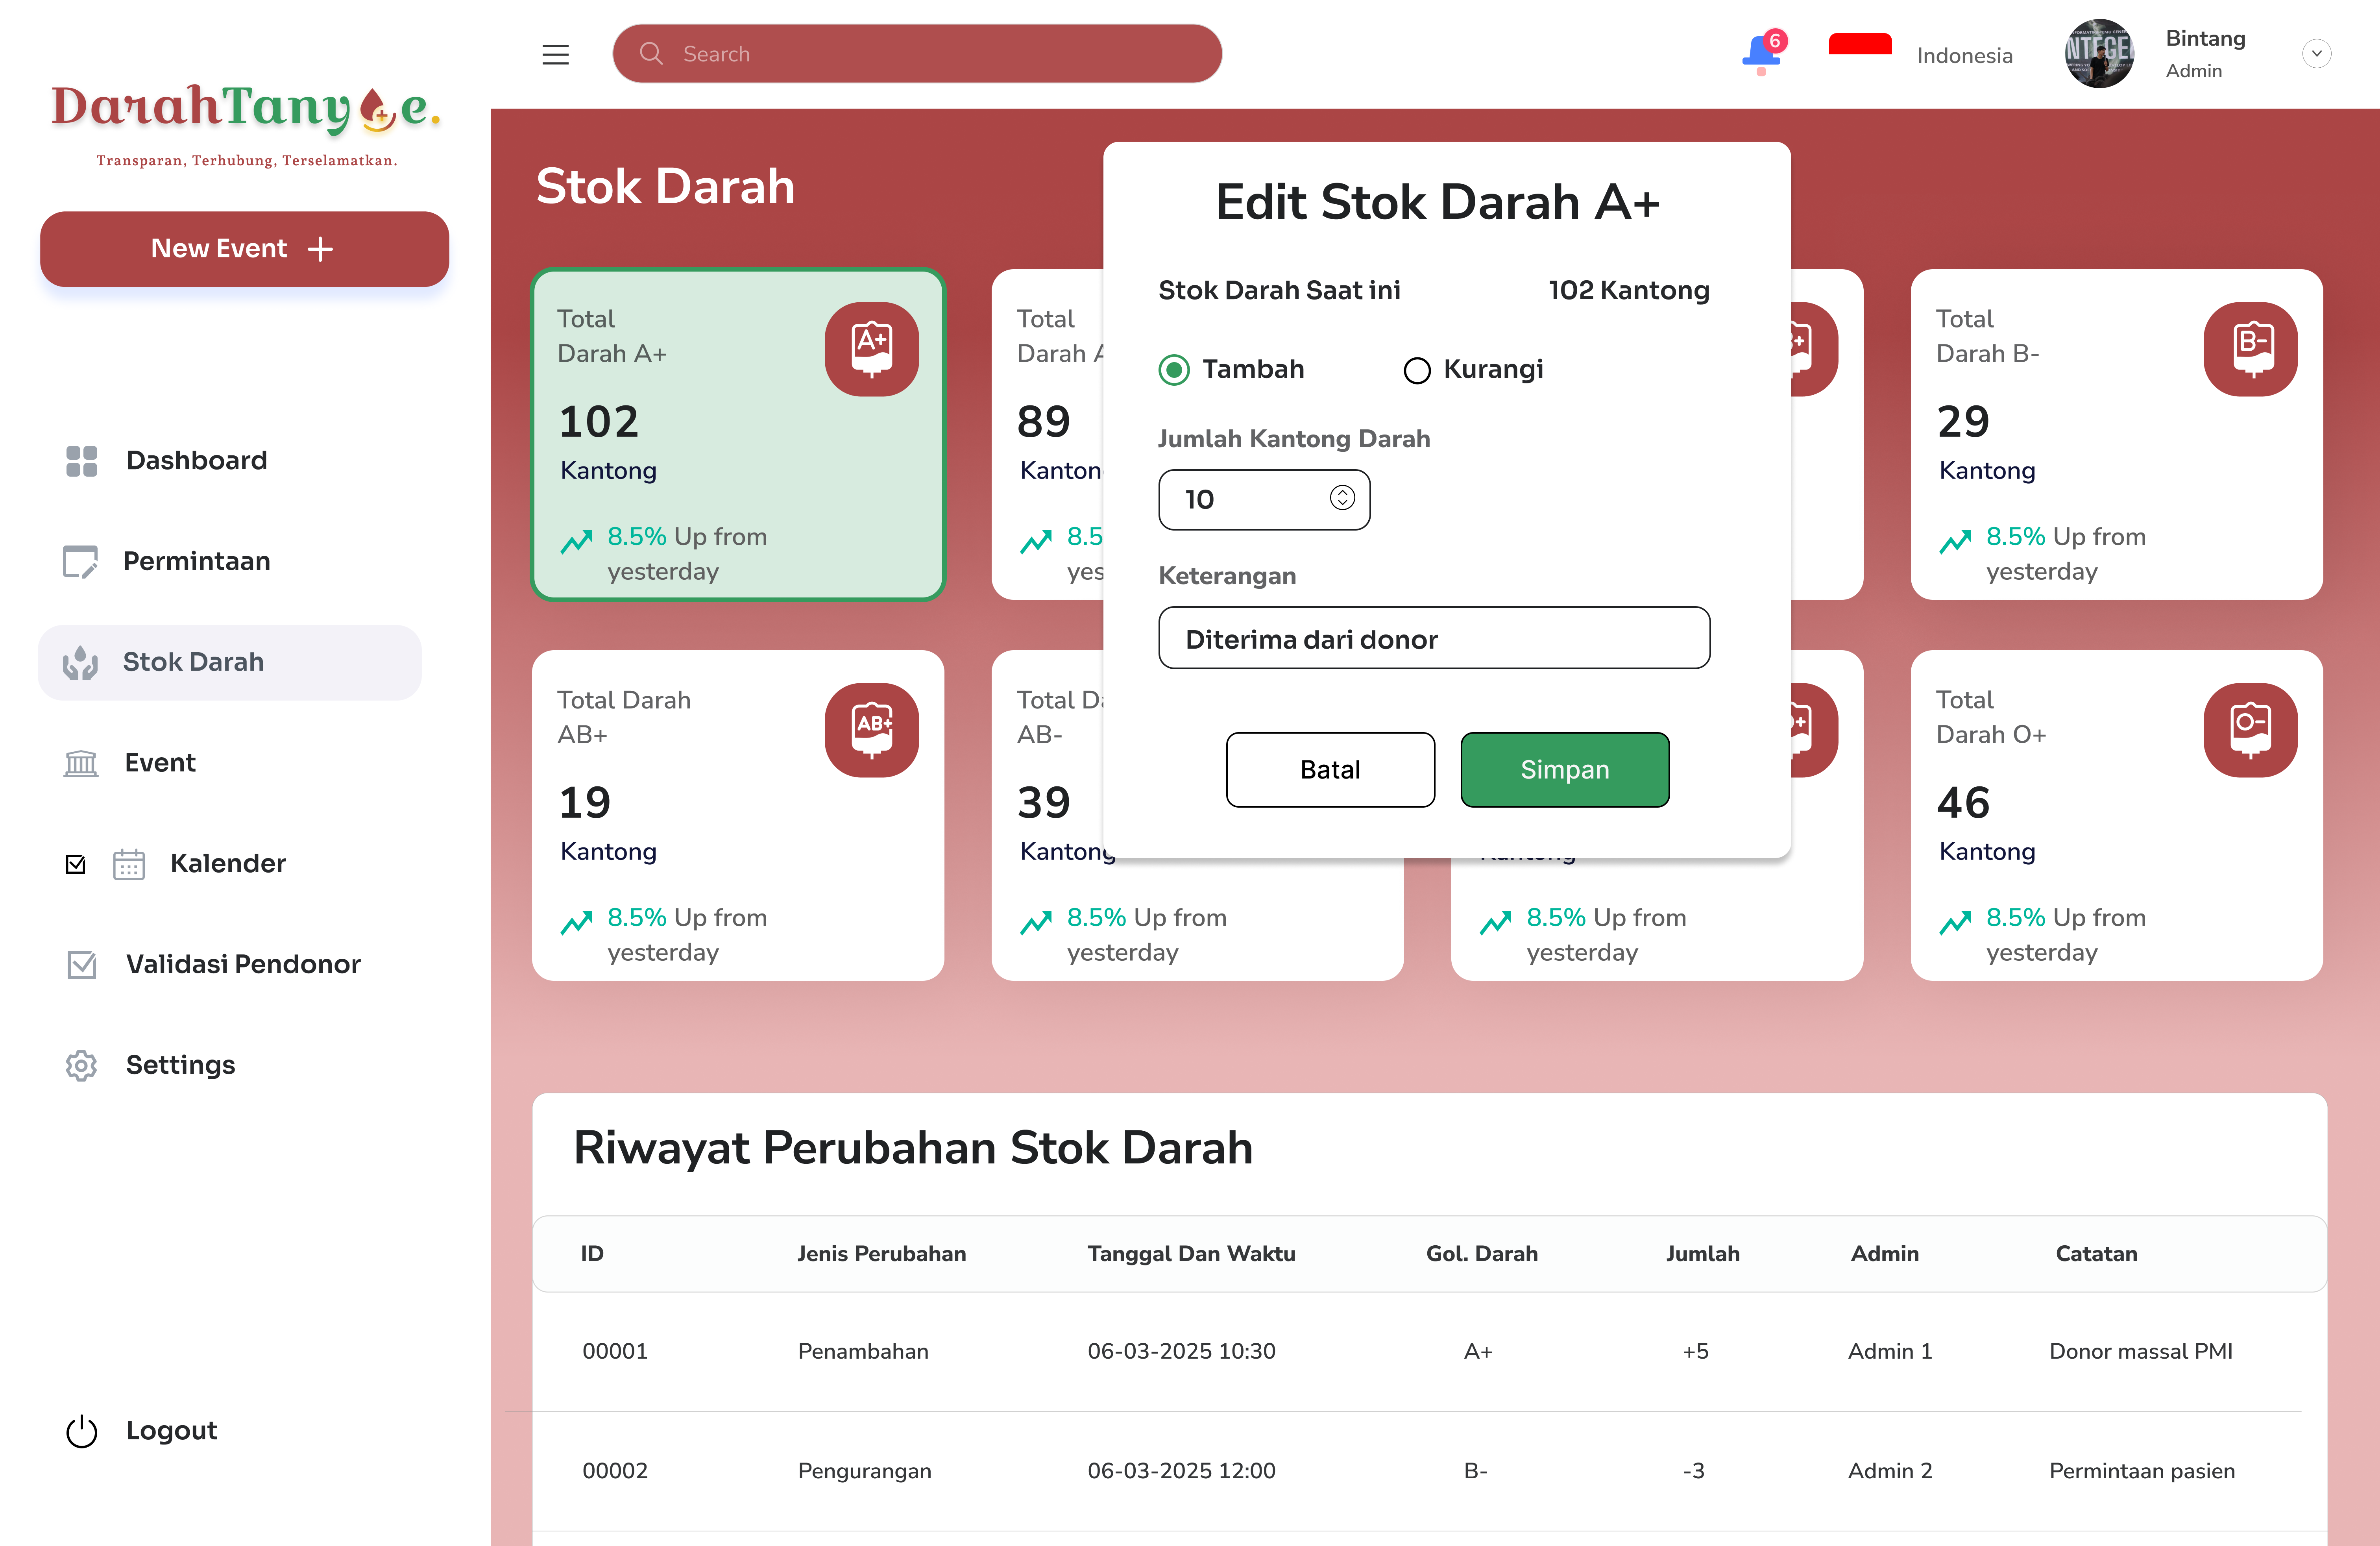 DarahTanyoe.
Transparan, Terhubung, Terselamatkan.
New Event
Dashboard
Permintaan
Stok Darah
Event
Kalender
Validasi Pendonor
Settings
Logout
Search
6
Indonesia
Bintang
Admin
Stok Darah
Total
Darah A+
A+
102
Kantong
8.5% Up from
yesterday
Total
Darah
89
8.5
Total
Darah B-
B-
29
Kantong
8.5% Up from
yesterday
Total Darah
AB+
AB+
19
Kantong
8.5% Up from
yesterday
Total
AB-
39
Kantong
8.5% Up from
yesterday
Kantong
8.5% Up from
yesterday
Total
Darah O+
O-
46
Kantong
8.5% Up from
yesterday
Edit Stok Darah A+
Stok Darah Saat ini 102 Kantong
Tambah Kurangi
Jumlah Kantong Darah
10
Keterangan
Diterima dari donor
Batal Simpan
Riwayat Perubahan Stok Darah
ID Jenis Perubahan Tanggal Dan Waktu Gol. Darah Jumlah Admin Catatan
00001 Penambahan 06-03-2025 10:30 A+ +5 Admin 1 Donor massal PMI
00002 Pengurangan 06-03-2025 12:00 B- -3 Admin 2 Permintaan pasien